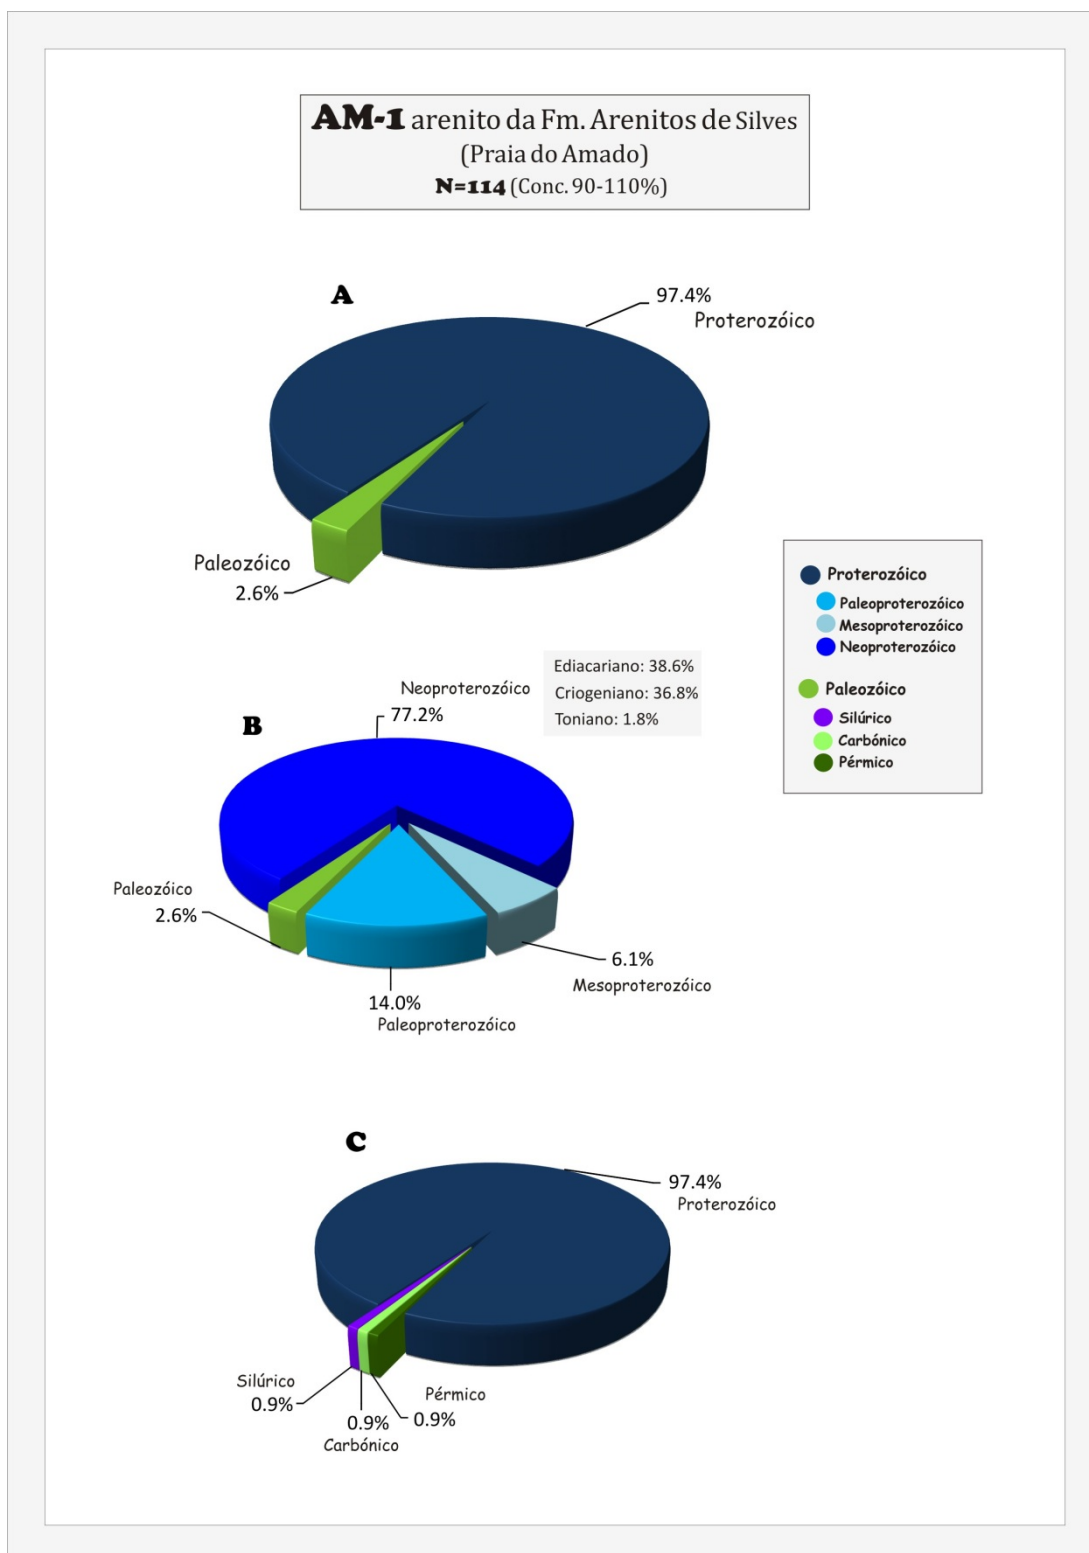 AM-1 arenito da Fm. Arenitos de Silves
(Praia do Amado)
N=114 (Conc. 90-110%)
A
97.4%
Proterozóico
Paleozóico
2.6%
Proterozóico
Paleoproterozóico
Mesoproterozóico
Neoproterozóico
Paleozóico
Silúrico
Carbónico
Pérmico
B
Neoproterozóico
77.2%
Ediacariano: 38.6%
Criogeniano: 36.8%
Toniano: 1.8%
Paleozóico
2.6%
6.1%
Mesoproterozóico
14.0%
Paleoproterozóico
C
97.4%
Proterozóico
Silúrico
0.9%
0.9%
Carbónico
Pérmico
0.9%